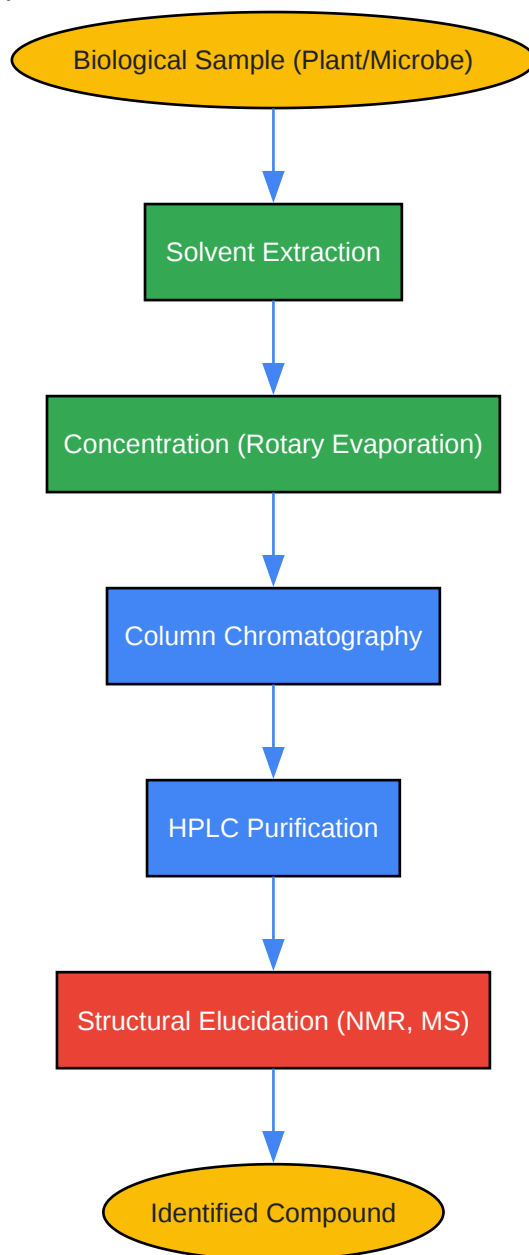 Biological Sample (Plant/Microbe)
Solvent Extraction
Concentration (Rotary Evaporation)
Column Chromatography
HPLC Purification
Structural Elucidation (NMR, MS)
Identified Compound